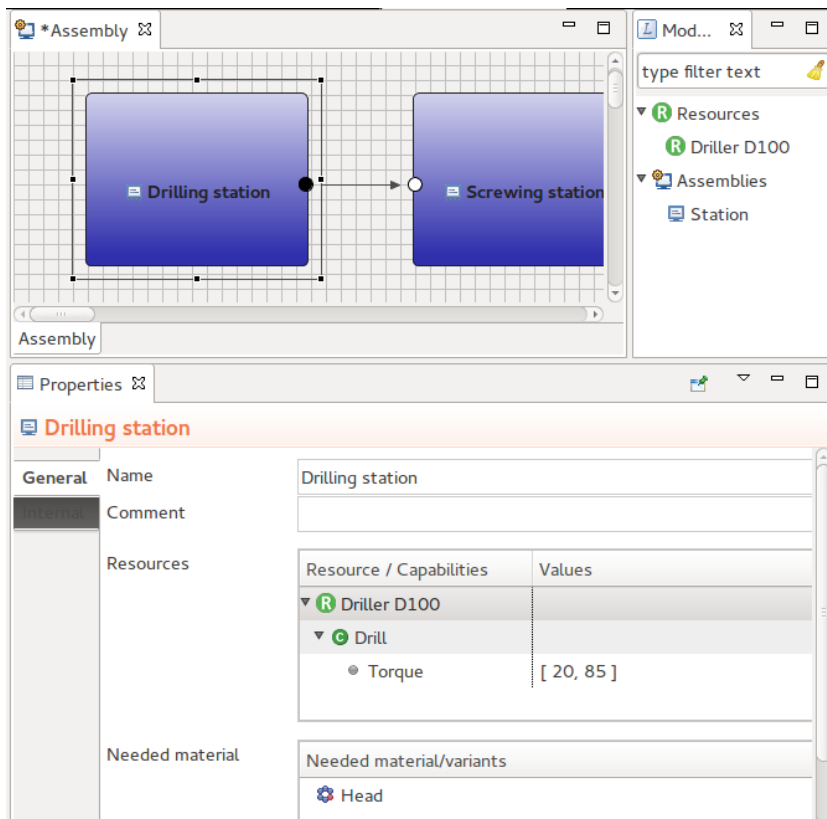 *Assembly
Mod...
type filter text
Resources
Driller D100
Assemblies
Station
Drilling station
Screwing station
Assembly
Properties
Drilling station
General
Internal
Name
Drilling station
Comment
Resources
Resource / Capabilities
Values
Driller D100
Drill
Torque
[ 20, 85 ]
Needed material
Needed material/variants
Head